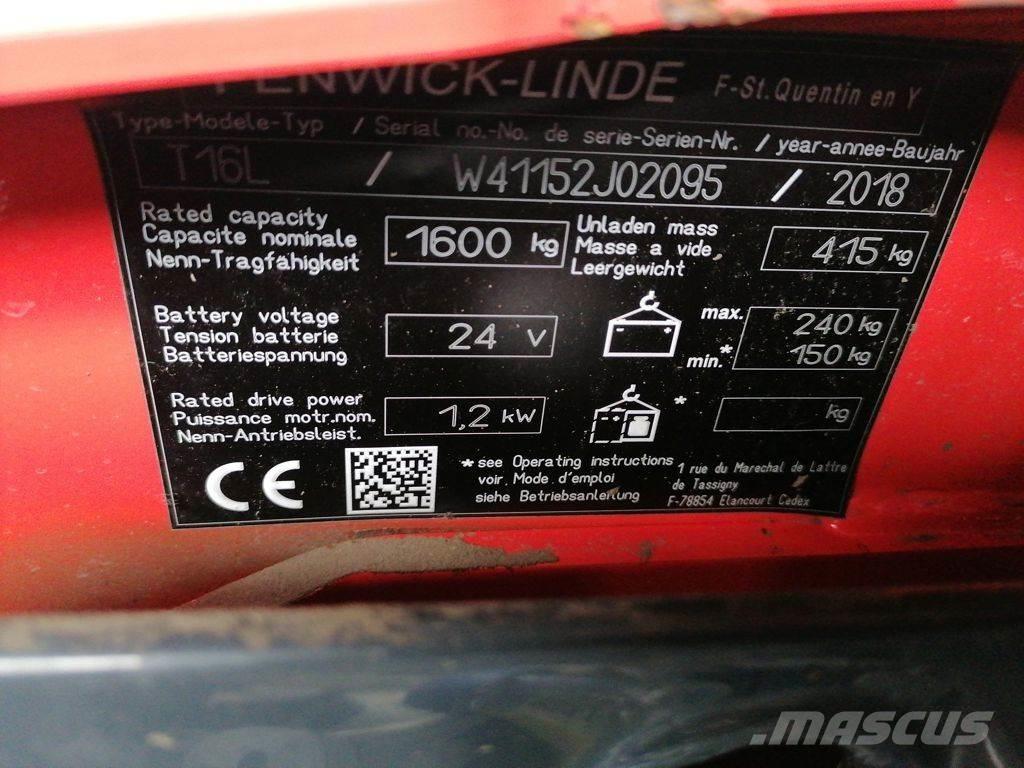 FENWICK-LINDE F-St.Quentin en Y
Type-Modele-Typ / Serial no.-No. de serie-Serien-Nr. / year-annee-Baujahr
T16L / W41152J02095 / 2018
Rated capacity
Capacite nominale
Nenn-Tragfähigkeit
1600 kg
Unladen mass
Masse a vide
Leergewicht
415 kg
Battery voltage
Tension batterie
Batteriespannung
24 V
max. 240 kg
min.* 150 kg
Rated drive power
Puissance motr.nom.
Nenn-Antriebsleist.
1,2 kW
* kg
CE
* see Operating instructions
voir Mode d'emploi
siehe Betriebsanleitung
1 rue du Marechal de Lattre
de Tassigny
F-78854 Elancourt Cedex
MASCUS